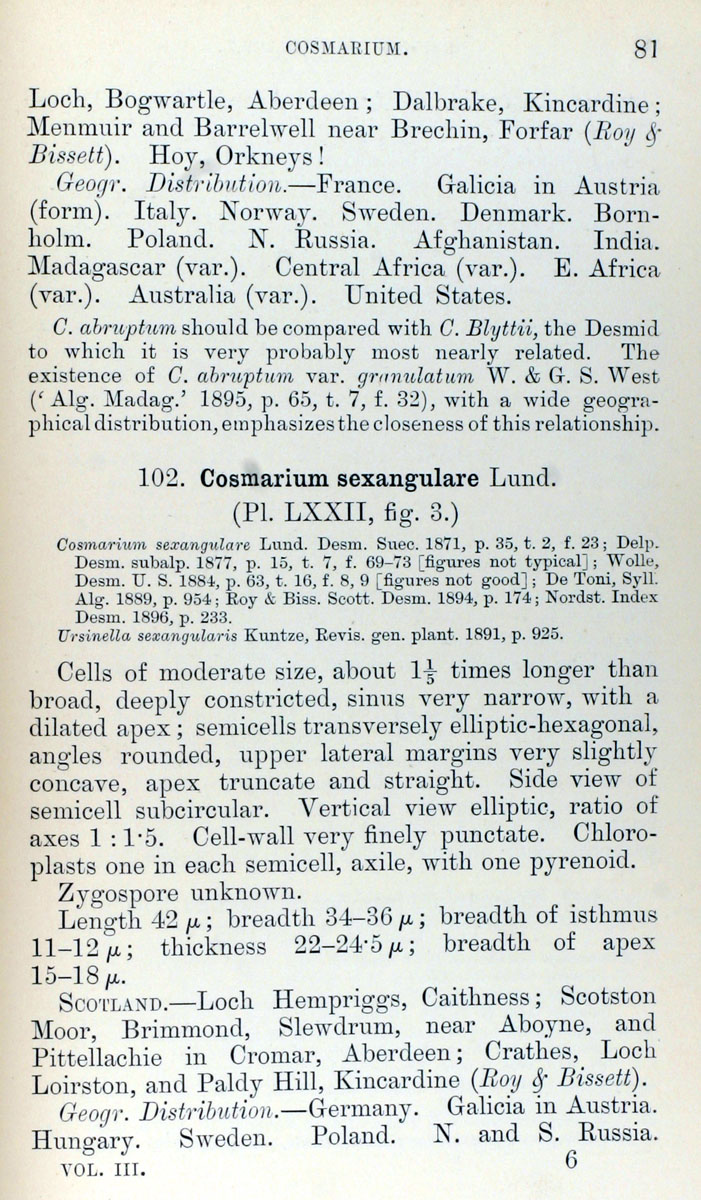 COSMARIUM. 81
Loch, Bogwartle, Aberdeen ; Dalbrake, Kincardine ;
Menmuir and Barrelwell near Brechin, Forfar (Roy &
Bissett). Hoy, Orkneys !
Geogr. Distribution.—France. Galicia in Austria
(form). Italy. Norway. Sweden. Denmark. Born-
holm. Poland. N. Russia. Afghanistan. India.
Madagascar (var.). Central Africa (var.). E. Africa
(var.). Australia (var.). United States.
C. abruptum should be compared with C. Blyttii, the Desmid
to which it is very probably most nearly related. The
existence of C. abruptum var. granulatum W. & G. S. West
(‘ Alg. Madag.’ 1895, p. 65, t. 7, f. 32), with a wide geogra-
phical distribution, emphasizes the closeness of this relationship.
102. Cosmarium sexangulare Lund.
(Pl. LXXII, fig. 3.)
Cosmarium sexangulare Lund. Desm. Suec. 1871, p. 35, t. 2, f. 23 ; Delp.
Desm. subalp. 1877, p. 15, t. 7, f. 69–73 [figures not typical] ; Wolle,
Desm. U. S. 1884, p. 63, t. 16, f. 8, 9 [figures not good] ; De Toni, Syll.
Alg. 1889, p. 954 ; Roy & Biss. Scott. Desm. 1894, p. 174 ; Nordst. Index
Desm. 1896, p. 233.
Ursinella sexangularis Kuntze, Revis. gen. plant. 1891, p. 925.
Cells of moderate size, about 1⅕ times longer than
broad, deeply constricted, sinus very narrow, with a
dilated apex ; semicells transversely elliptic-hexagonal,
angles rounded, upper lateral margins very slightly
concave, apex truncate and straight. Side view of
semicell subcircular. Vertical view elliptic, ratio of
axes 1 : 1·5. Cell-wall very finely punctate. Chloro-
plasts one in each semicell, axile, with one pyrenoid.
Zygospore unknown.
Length 42 μ ; breadth 34–36 μ ; breadth of isthmus
11–12 μ ; thickness 22–24·5 μ ; breadth of apex
15–18 μ.
SCOTLAND.—Loch Hempriggs, Caithness ; Scotston
Moor, Brimmond, Slewdrum, near Aboyne, and
Pittellachie in Cromar, Aberdeen ; Crathes, Loch
Loirston, and Paldy Hill, Kincardine (Roy & Bissett).
Geogr. Distribution.—Germany. Galicia in Austria.
Hungary. Sweden. Poland. N. and S. Russia.
VOL. III. 6